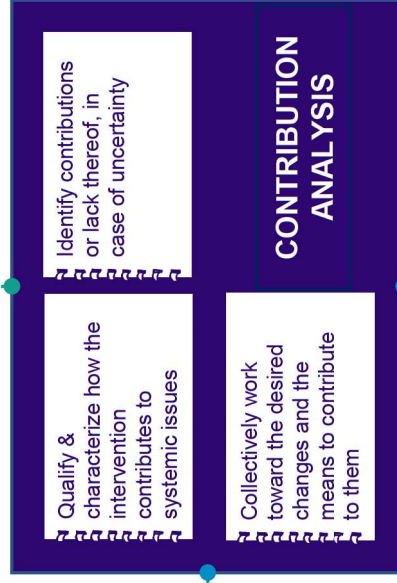 Qualify &
characterize how the
intervention
contributes to
systemic issues
Identify contributions
or lack thereof, in
case of uncertainty
Collectively work
toward the desired
changes and the
means to contribute
to them
CONTRIBUTION
ANALYSIS